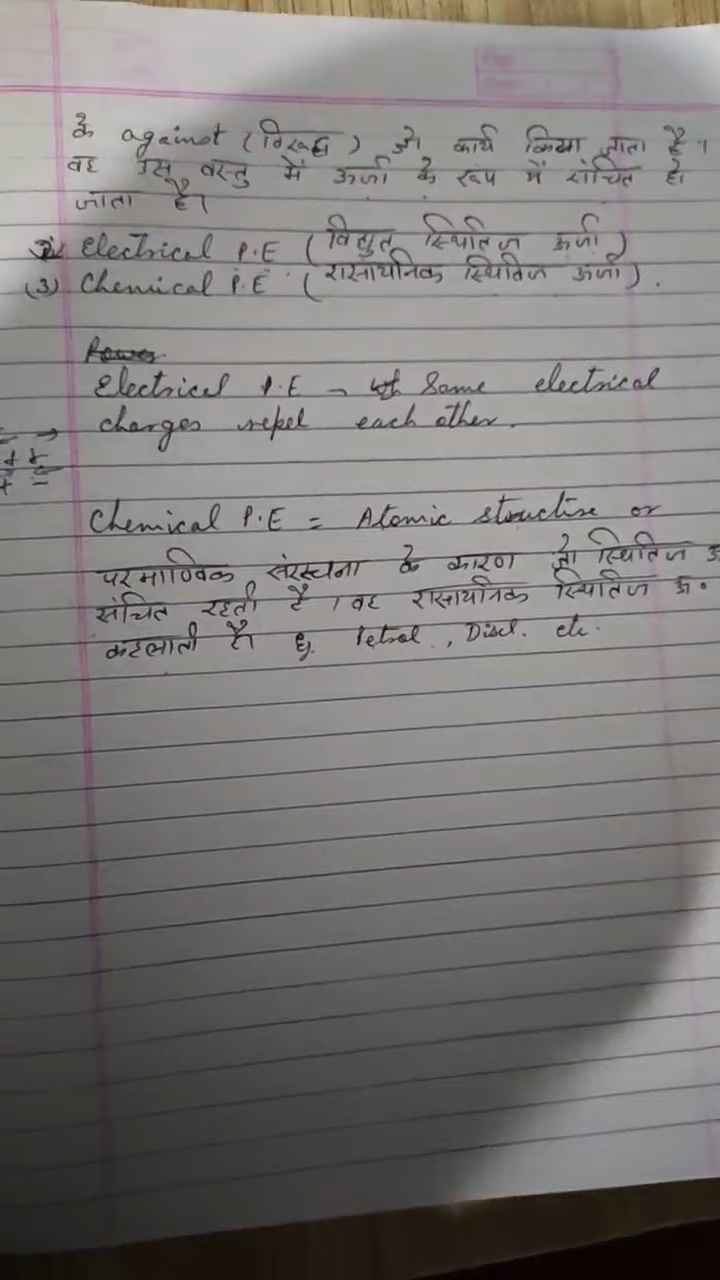 के against (विरूद्ध) जो कार्य किया जाता है।
वह उस वस्तु में ऊर्जा के रूप में संचित हो
जाता है।
Electrical P.E (विद्युत स्थितिज ऊर्जा)
(3) Chemical P.E (रासायनिक स्थितिज ऊर्जा).
Power
Electrical P.E → Same electrical
charges repel each other.
Chemical P.E = Atomic structure or
परमाण्विक संरचना के कारण जो स्थितिज ऊ
संचित रहती है। वह रासायनिक स्थितिज ऊ.
कहलाती है। eg. Petrol, Disel. etc.